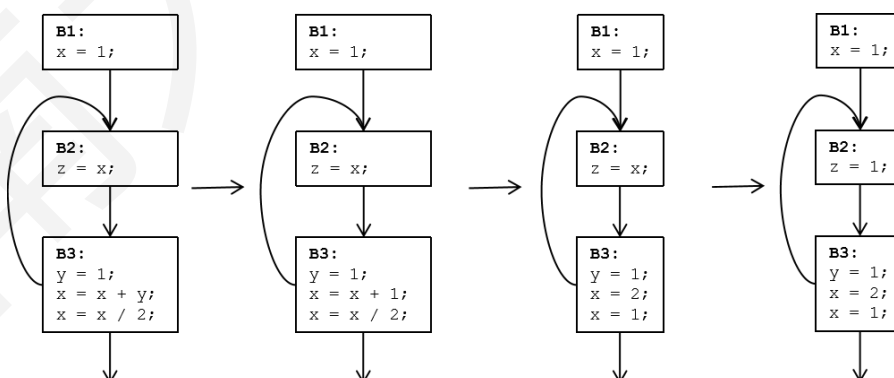 B1:
x = 1;
B2:
z = x;
B3:
y = 1;
x = x + y;
x = x / 2;
B1:
x = 1;
B2:
z = x;
B3:
y = 1;
x = x + 1;
x = x / 2;
B1:
x = 1;
B2:
z = x;
B3:
y = 1;
x = 2;
x = 1;
B1:
x = 1;
B2:
z = 1;
B3:
y = 1;
x = 2;
x = 1;